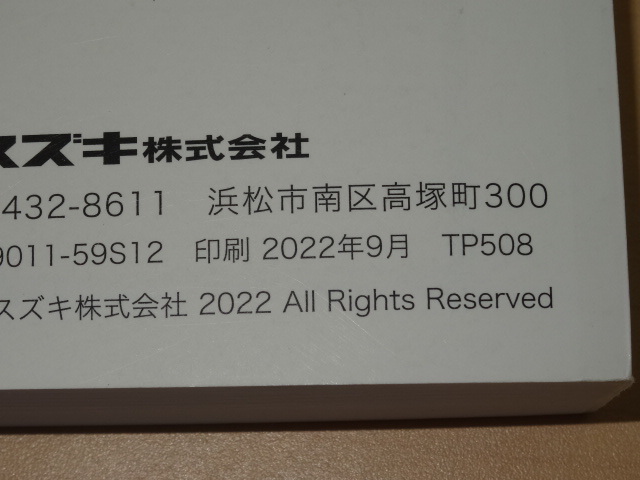 スズキ株式会社
432-8611 浜松市南区高塚町300
9011-59S12 印刷 2022年9月 TP508
スズキ株式会社 2022 All Rights Reserved